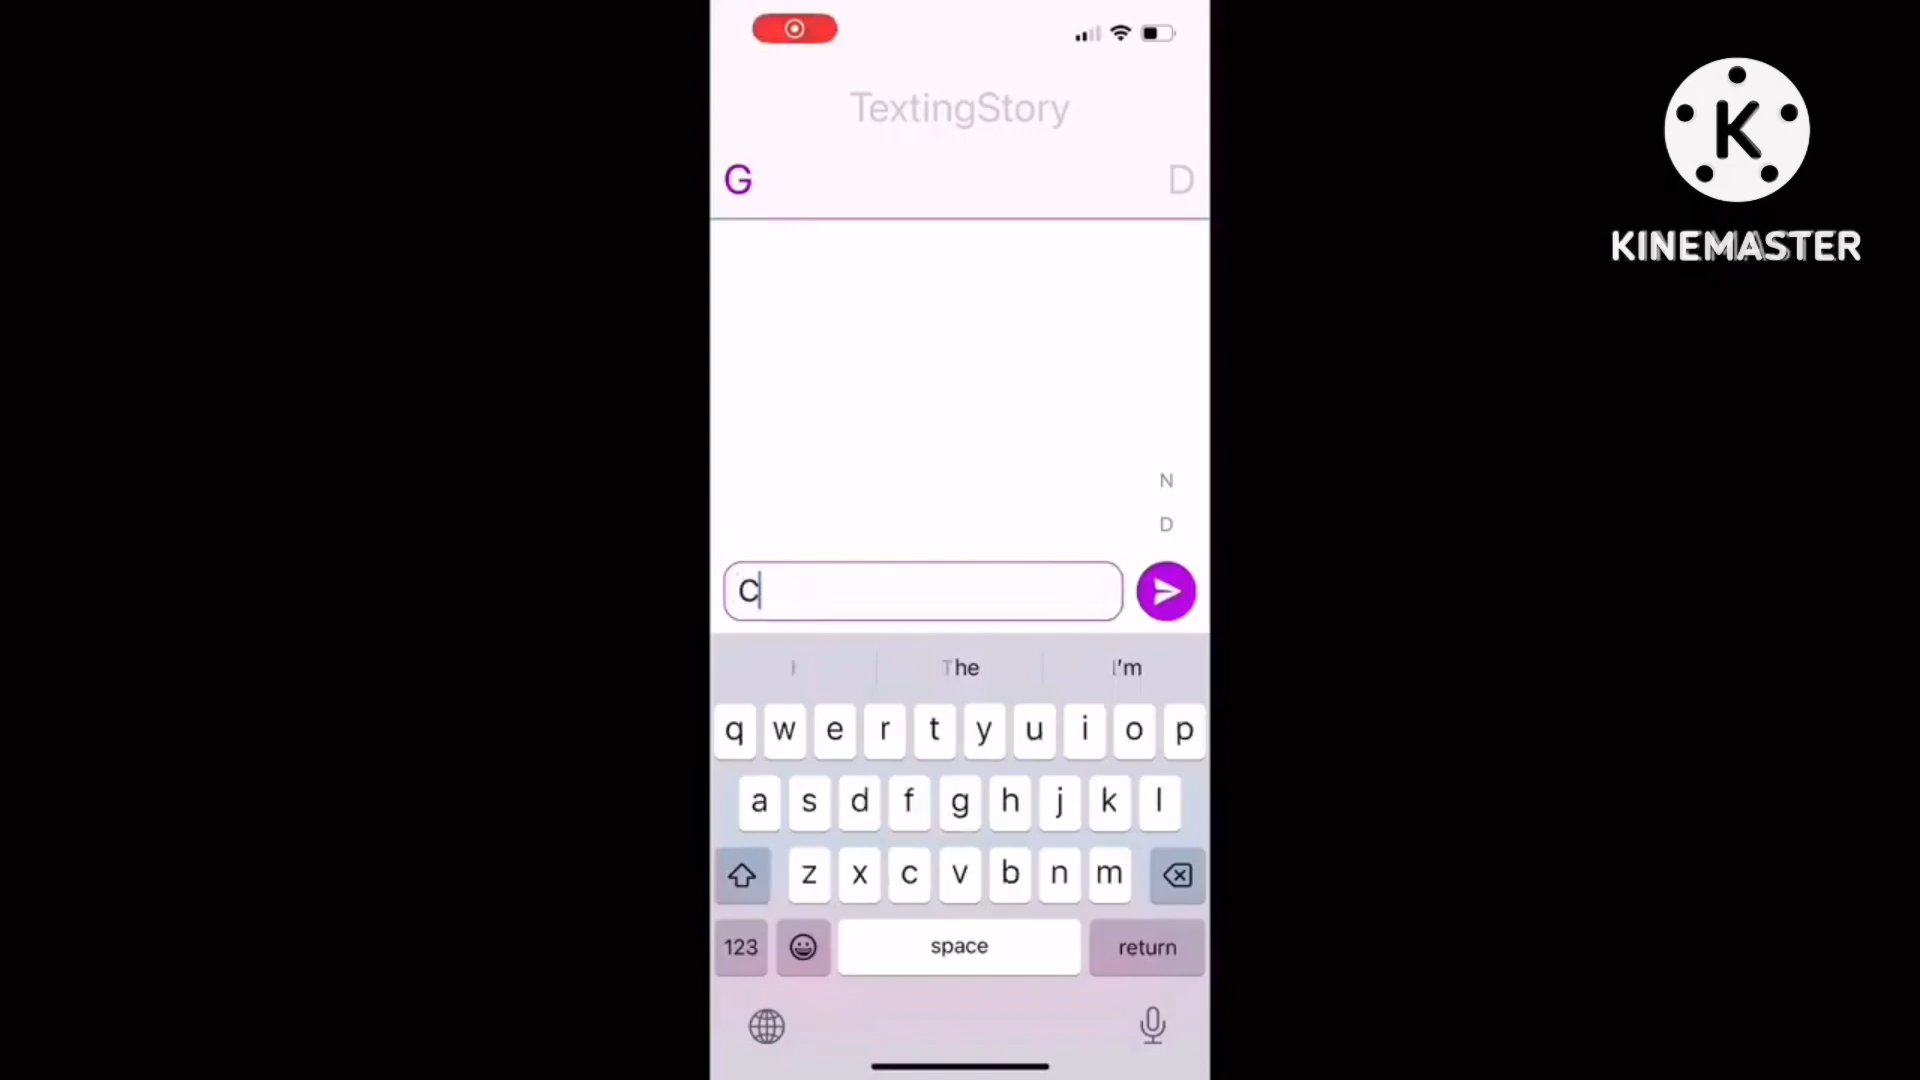 TextingStory
G D
K
KINEMASTER
N
D
C
The I'm
q w e r t y u i o p
a s d f g h j k l
z x c v b n m
123 space return